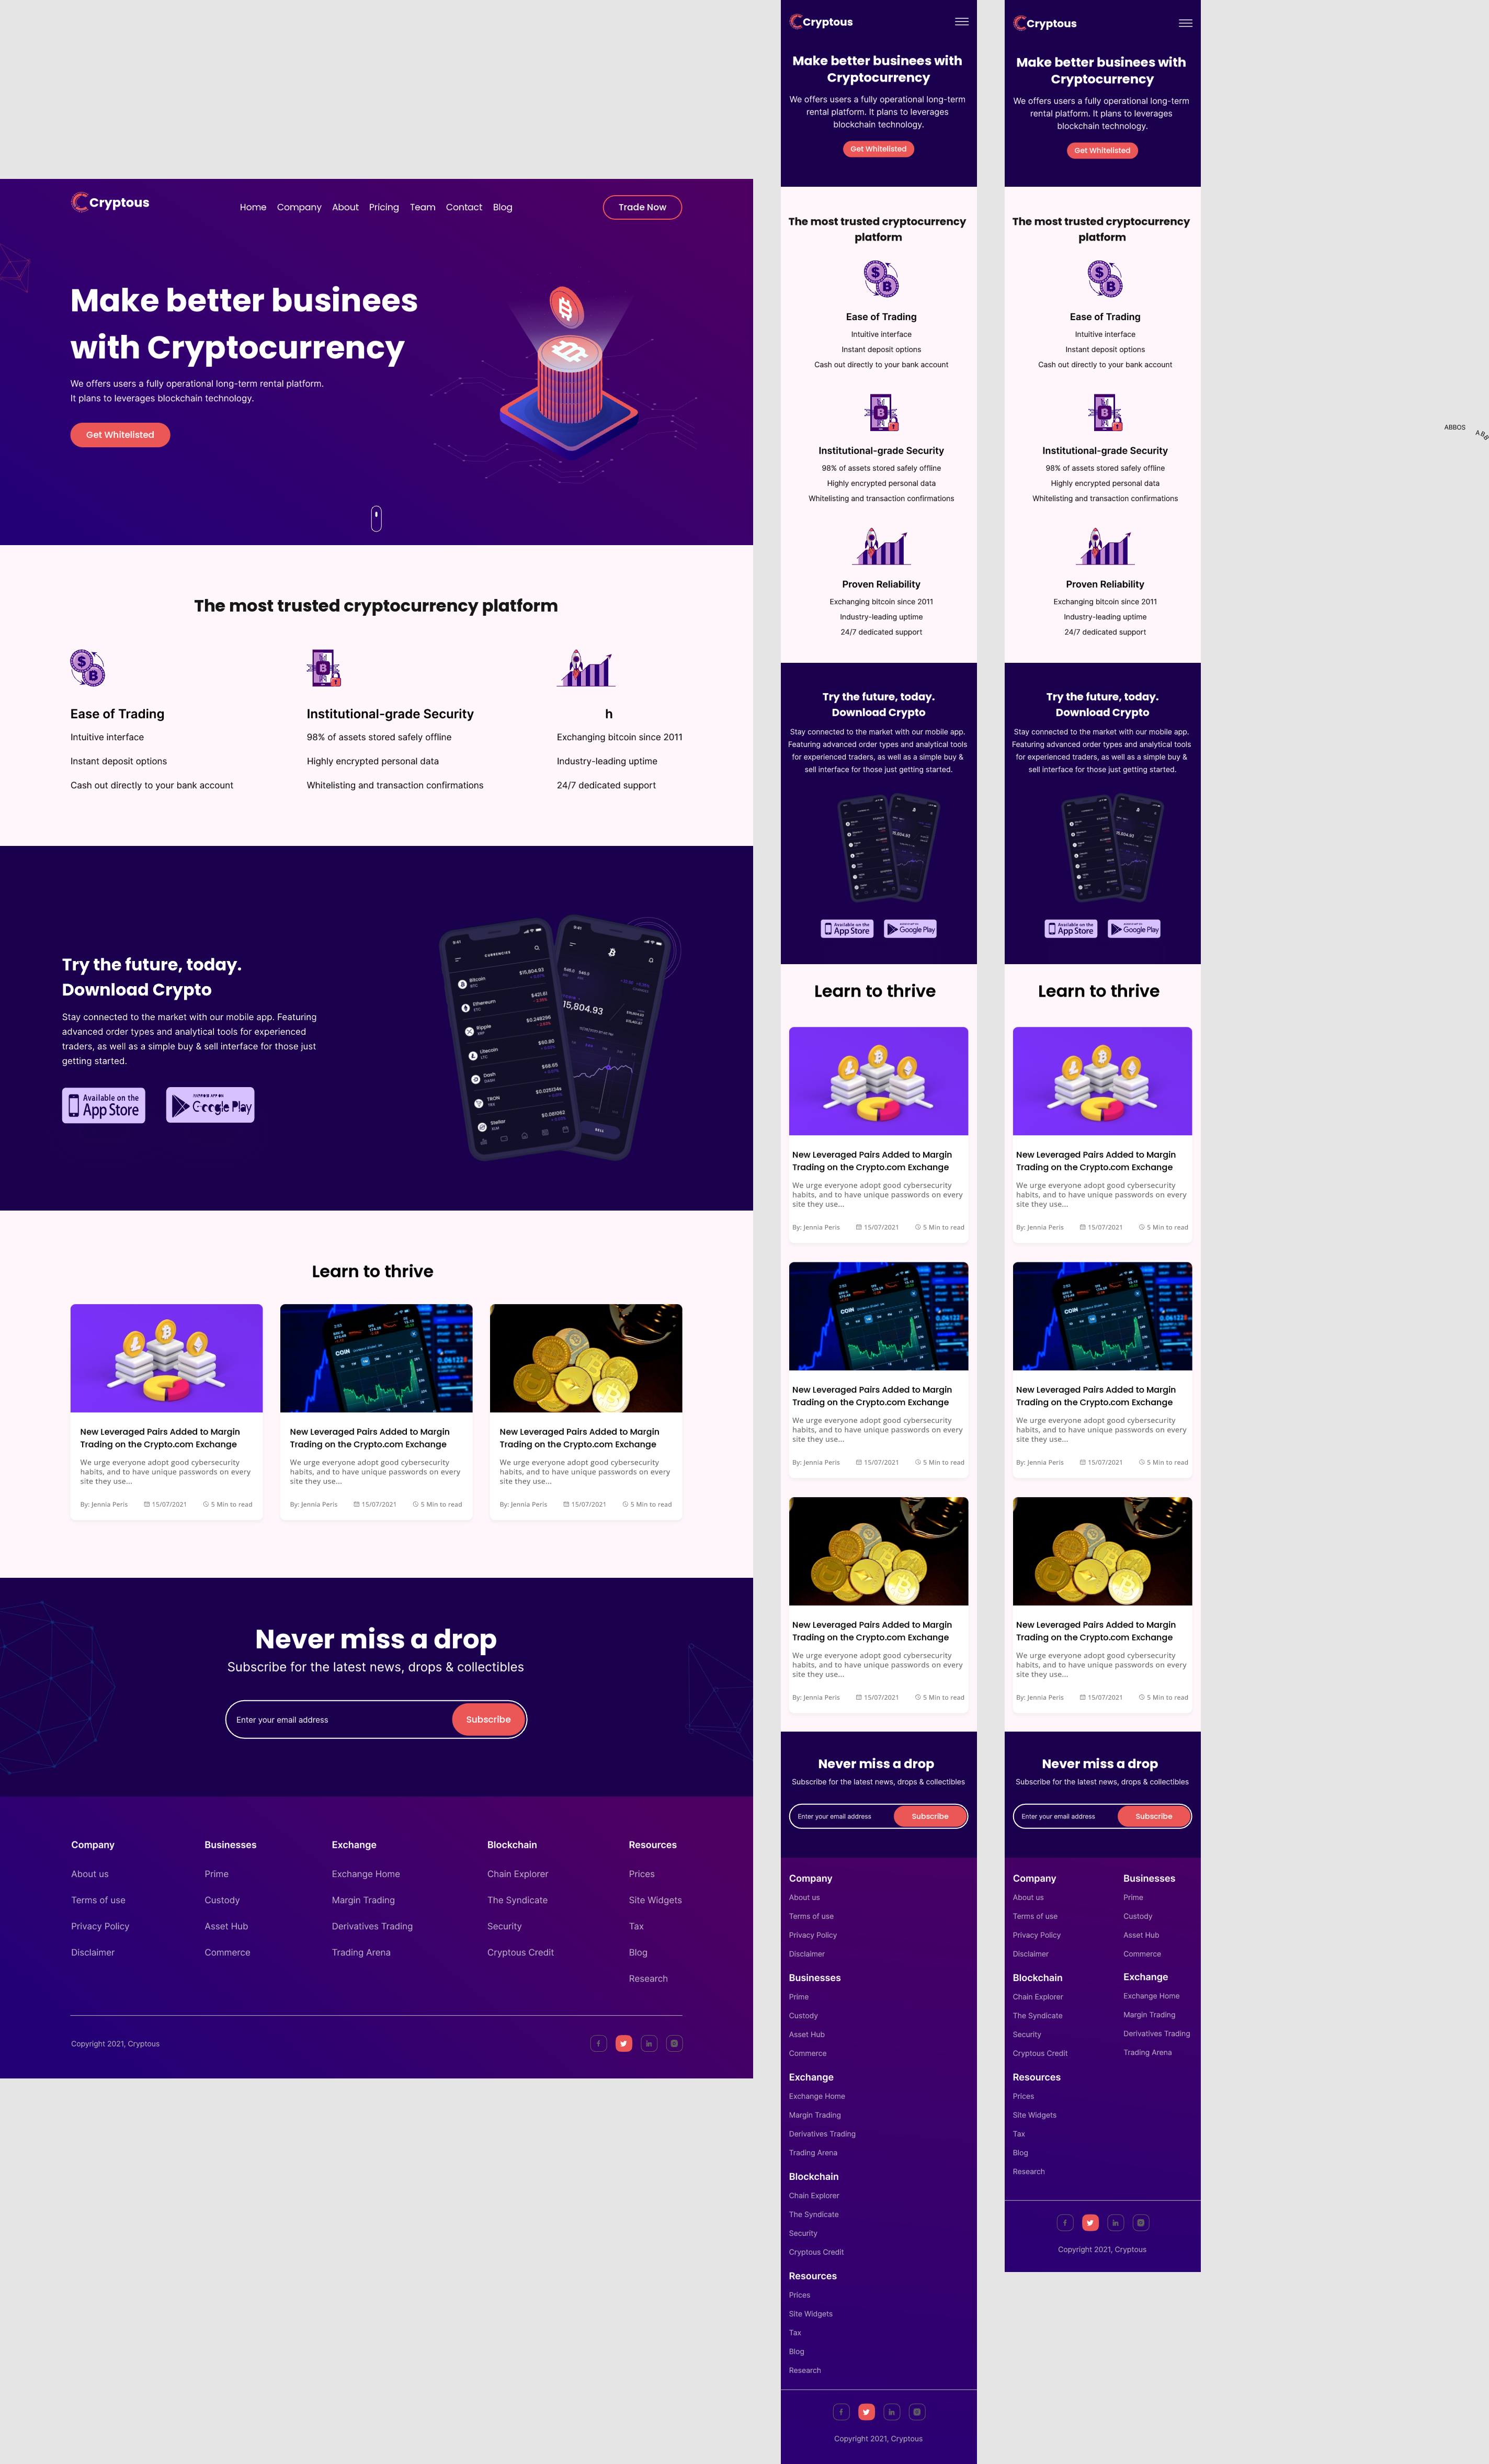 Cryptous
Home Company About Pricing Team Contact Blog
Trade Now
Make better businees
with Cryptocurrency
We offers users a fully operational long-term rental platform.
It plans to leverages blockchain technology.
Get Whitelisted
The most trusted cryptocurrency platform
Ease of Trading
Intuitive interface
Instant deposit options
Cash out directly to your bank account
Institutional-grade Security
98% of assets stored safely offline
Highly encrypted personal data
Whitelisting and transaction confirmations
h
Exchanging bitcoin since 2011
Industry-leading uptime
24/7 dedicated support
Try the future, today.
Download Crypto
Stay connected to the market with our mobile app. Featuring
advanced order types and analytical tools for experienced
traders, as well as a simple buy & sell interface for those just
getting started.
Available on the
App Store
Google Play
CURRENCIES
Bitcoin
BTC
$15,804.93
Ethereum
ETC
$431.61
Ripple
XRP
$0.248296
Litecoin
LTC
$60.80
Dash
DASH
$68.65
TRON
TRX
$0.025134
Stellar
XLM
$0.081062
15,804.93
SELL
Learn to thrive
New Leveraged Pairs Added to Margin
Trading on the Crypto.com Exchange
We urge everyone adopt good cybersecurity
habits, and to have unique passwords on every
site they use...
By: Jennia Peris 15/07/2021 5 Min to read
COIN
New Leveraged Pairs Added to Margin
Trading on the Crypto.com Exchange
We urge everyone adopt good cybersecurity
habits, and to have unique passwords on every
site they use...
By: Jennia Peris 15/07/2021 5 Min to read
New Leveraged Pairs Added to Margin
Trading on the Crypto.com Exchange
We urge everyone adopt good cybersecurity
habits, and to have unique passwords on every
site they use...
By: Jennia Peris 15/07/2021 5 Min to read
Never miss a drop
Subscribe for the latest news, drops & collectibles
Enter your email address
Subscribe
Company
About us
Terms of use
Privacy Policy
Disclaimer
Businesses
Prime
Custody
Asset Hub
Commerce
Exchange
Exchange Home
Margin Trading
Derivatives Trading
Trading Arena
Blockchain
Chain Explorer
The Syndicate
Security
Cryptous Credit
Resources
Prices
Site Widgets
Tax
Blog
Research
Copyright 2021, Cryptous
Cryptous
Make better businees with
Cryptocurrency
We offers users a fully operational long-term
rental platform. It plans to leverages
blockchain technology.
Get Whitelisted
The most trusted cryptocurrency
platform
Ease of Trading
Intuitive interface
Instant deposit options
Cash out directly to your bank account
Institutional-grade Security
98% of assets stored safely offline
Highly encrypted personal data
Whitelisting and transaction confirmations
Proven Reliability
Exchanging bitcoin since 2011
Industry-leading uptime
24/7 dedicated support
Try the future, today.
Download Crypto
Stay connected to the market with our mobile app.
Featuring advanced order types and analytical tools
for experienced traders, as well as a simple buy &
sell interface for those just getting started.
Available on the
App Store
Google Play
Learn to thrive
New Leveraged Pairs Added to Margin
Trading on the Crypto.com Exchange
We urge everyone adopt good cybersecurity
habits, and to have unique passwords on every
site they use...
By: Jennia Peris 15/07/2021 5 Min to read
COIN
New Leveraged Pairs Added to Margin
Trading on the Crypto.com Exchange
We urge everyone adopt good cybersecurity
habits, and to have unique passwords on every
site they use...
By: Jennia Peris 15/07/2021 5 Min to read
New Leveraged Pairs Added to Margin
Trading on the Crypto.com Exchange
We urge everyone adopt good cybersecurity
habits, and to have unique passwords on every
site they use...
By: Jennia Peris 15/07/2021 5 Min to read
Never miss a drop
Subscribe for the latest news, drops & collectibles
Enter your email address
Subscribe
Company
About us
Terms of use
Privacy Policy
Disclaimer
Businesses
Prime
Custody
Asset Hub
Commerce
Exchange
Exchange Home
Margin Trading
Derivatives Trading
Trading Arena
Blockchain
Chain Explorer
The Syndicate
Security
Cryptous Credit
Resources
Prices
Site Widgets
Tax
Blog
Research
Copyright 2021, Cryptous
Cryptous
Make better businees with
Cryptocurrency
We offers users a fully operational long-term
rental platform. It plans to leverages
blockchain technology.
Get Whitelisted
The most trusted cryptocurrency
platform
Ease of Trading
Intuitive interface
Instant deposit options
Cash out directly to your bank account
Institutional-grade Security
98% of assets stored safely offline
Highly encrypted personal data
Whitelisting and transaction confirmations
Proven Reliability
Exchanging bitcoin since 2011
Industry-leading uptime
24/7 dedicated support
Try the future, today.
Download Crypto
Stay connected to the market with our mobile app.
Featuring advanced order types and analytical tools
for experienced traders, as well as a simple buy &
sell interface for those just getting started.
Available on the
App Store
Google Play
Learn to thrive
New Leveraged Pairs Added to Margin
Trading on the Crypto.com Exchange
We urge everyone adopt good cybersecurity
habits, and to have unique passwords on every
site they use...
By: Jennia Peris 15/07/2021 5 Min to read
COIN
New Leveraged Pairs Added to Margin
Trading on the Crypto.com Exchange
We urge everyone adopt good cybersecurity
habits, and to have unique passwords on every
site they use...
By: Jennia Peris 15/07/2021 5 Min to read
New Leveraged Pairs Added to Margin
Trading on the Crypto.com Exchange
We urge everyone adopt good cybersecurity
habits, and to have unique passwords on every
site they use...
By: Jennia Peris 15/07/2021 5 Min to read
Never miss a drop
Subscribe for the latest news, drops & collectibles
Enter your email address
Subscribe
Company
About us
Terms of use
Privacy Policy
Disclaimer
Businesses
Prime
Custody
Asset Hub
Commerce
Blockchain
Chain Explorer
The Syndicate
Security
Cryptous Credit
Exchange
Exchange Home
Margin Trading
Derivatives Trading
Trading Arena
Resources
Prices
Site Widgets
Tax
Blog
Research
Copyright 2021, Cryptous
ABBOS
A.B.B